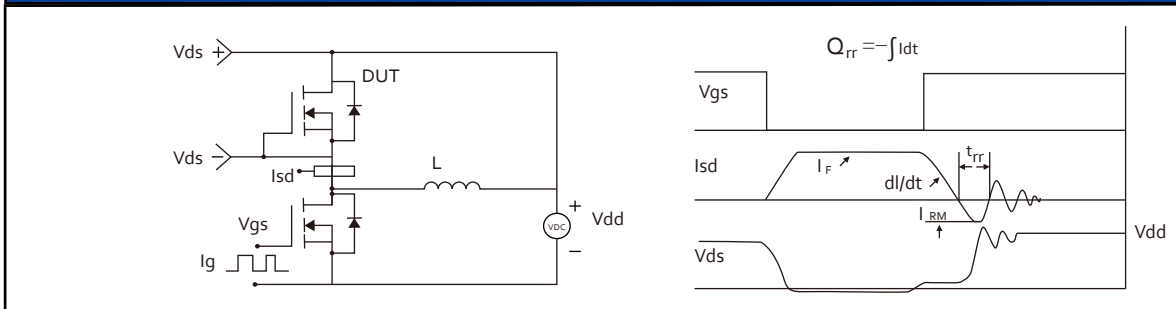 Vds +
DUT
Vds −
Isd
L
Vgs
Ig
+
VDC
Vdd
−
Qrr =−∫Idt
Vgs
Isd
IF
dI/dt
trr
IRM
Vdd
Vds